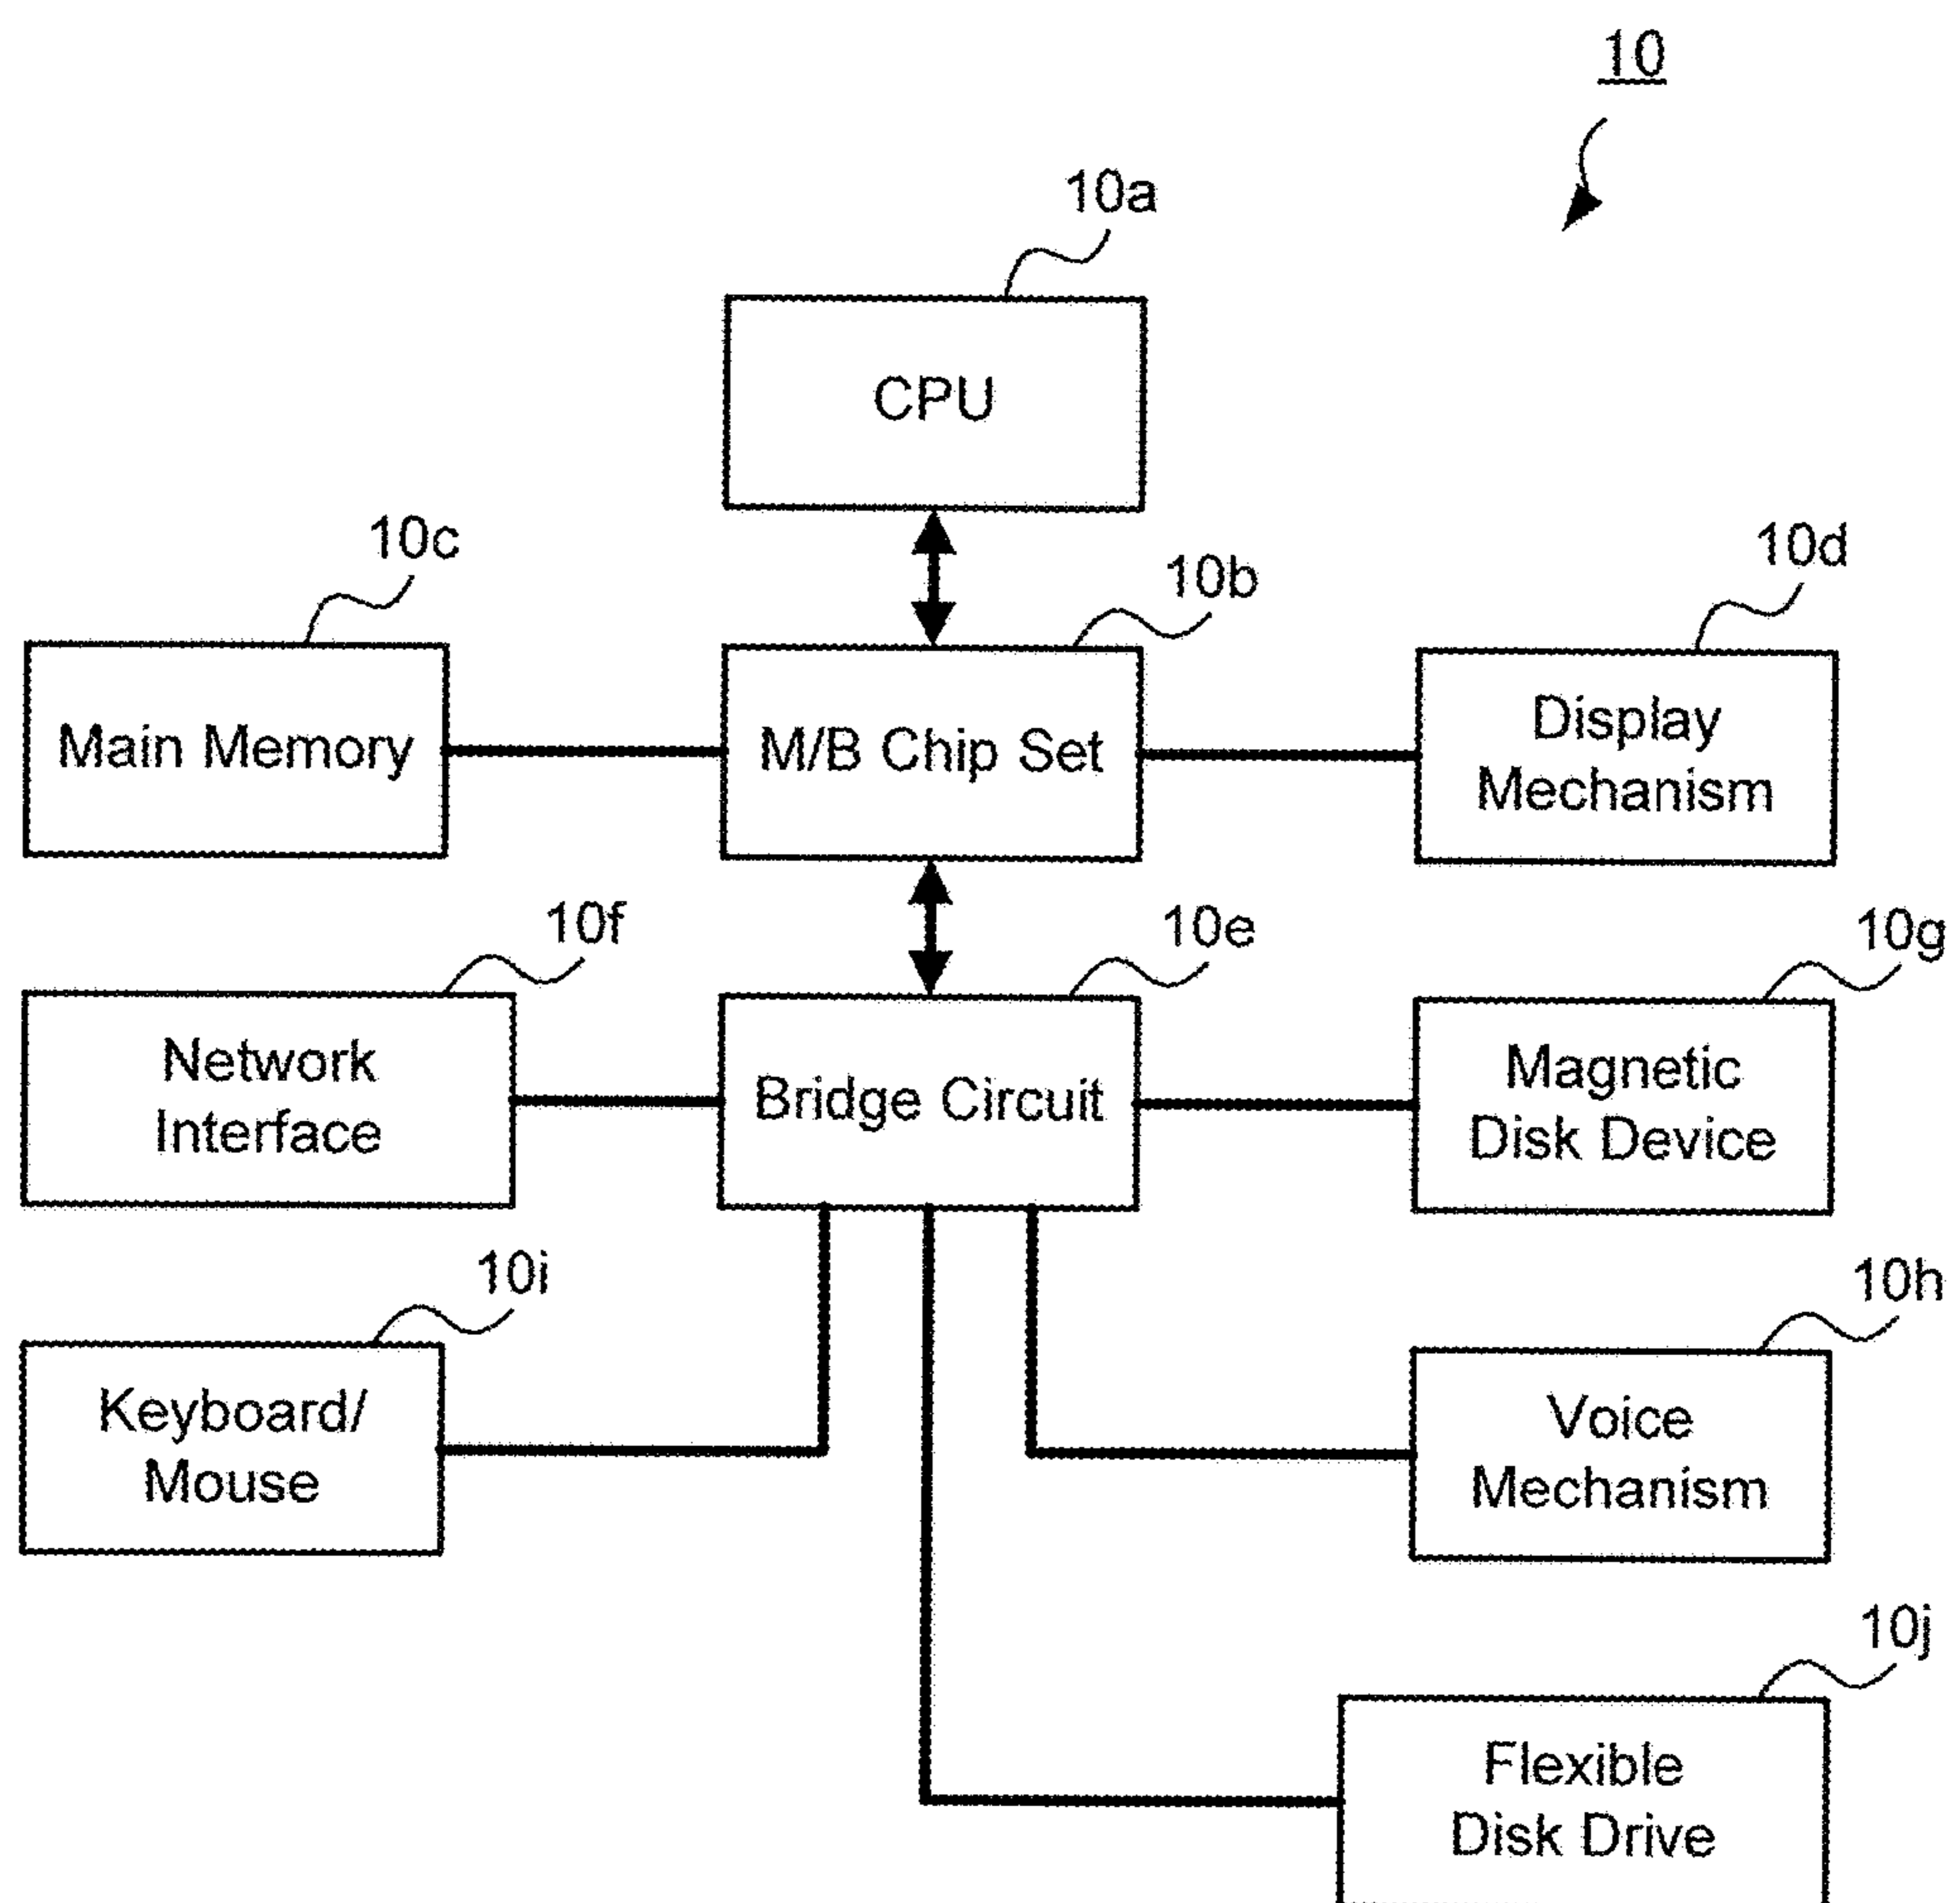 10
10a
CPU
10c
10b
10d
Main Memory
M/B Chip Set
Display
Mechanism
10f
10e
10g
Network
Interface
Bridge Circuit
Magnetic
Disk Device
10i
10h
Keyboard/
Mouse
Voice
Mechanism
10j
Flexible
Disk Drive